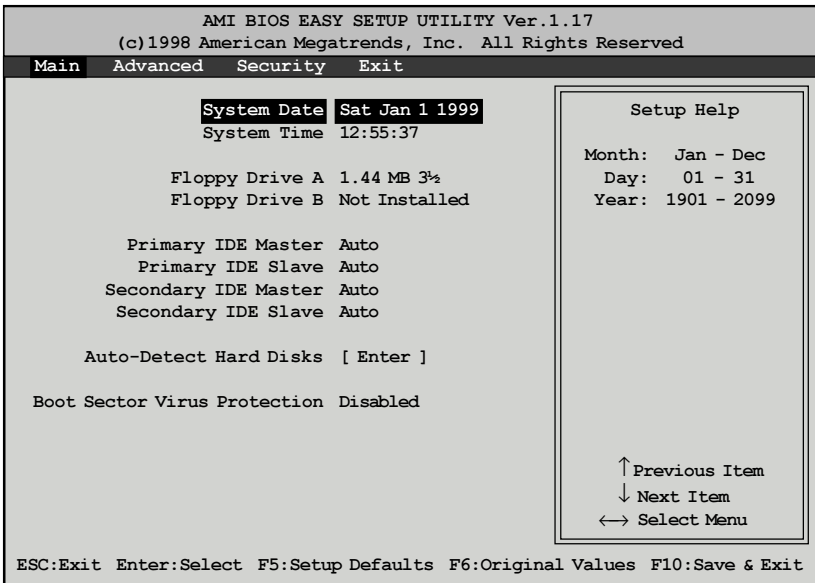 AMI BIOS EASY SETUP UTILITY Ver.1.17
(c)1998 American Megatrends, Inc. All Rights Reserved
Main Advanced Security Exit
System Date Sat Jan 1 1999
System Time 12:55:37
Floppy Drive A 1.44 MB 3½
Floppy Drive B Not Installed
Primary IDE Master Auto
Primary IDE Slave Auto
Secondary IDE Master Auto
Secondary IDE Slave Auto
Auto-Detect Hard Disks [ Enter ]
Boot Sector Virus Protection Disabled
Setup Help
Month: Jan - Dec
Day: 01 - 31
Year: 1901 - 2099
↑ Previous Item
↓ Next Item
↔ Select Menu
ESC:Exit Enter:Select F5:Setup Defaults F6:Original Values F10:Save & Exit